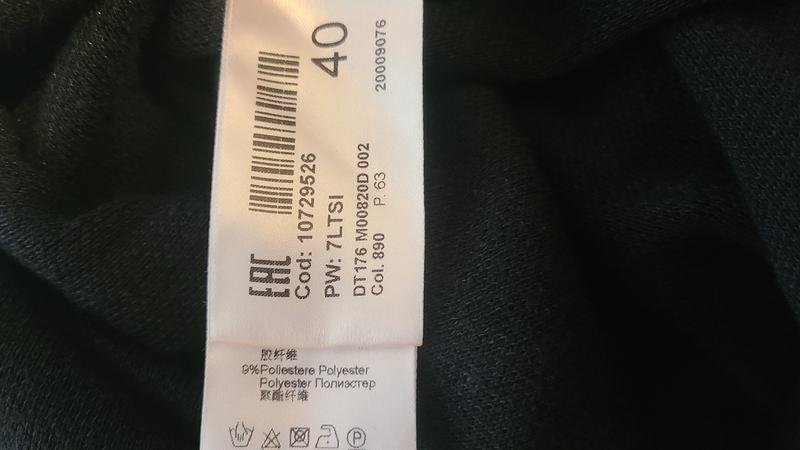 40
20009076
EAC
Cod: 10729526
PW: 7LTSI
DT176 M00820D 002
Col. 890 P. 63
胶纤维
9%Poliestere Polyester
Polyester Полиэстер
聚酯纤维
P